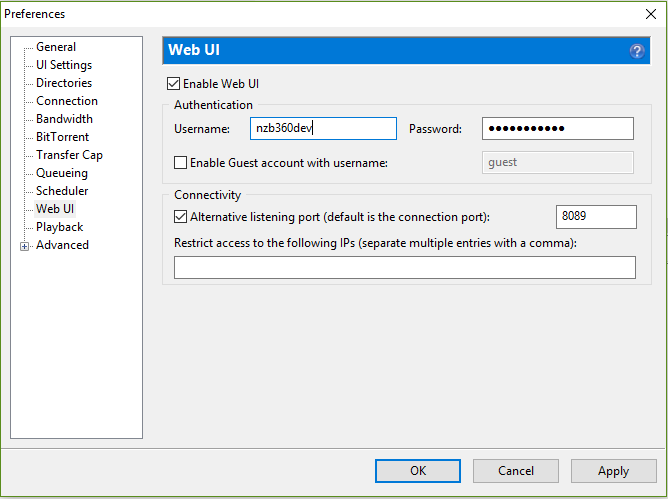 Preferences
General
UI Settings
Directories
Connection
Bandwidth
BitTorrent
Transfer Cap
Queueing
Scheduler
Web UI
Playback
Advanced
Web UI
?
Enable Web UI
Authentication
Username: nzb360dev Password: ●●●●●●●●●●●
Enable Guest account with username: guest
Connectivity
Alternative listening port (default is the connection port): 8089
Restrict access to the following IPs (separate multiple entries with a comma):
OK Cancel Apply